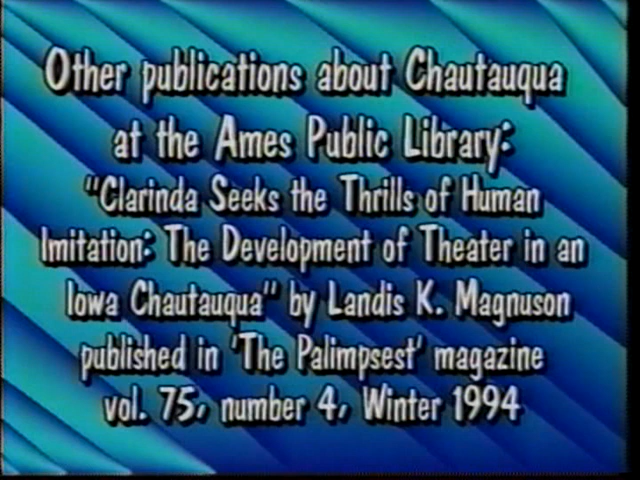 Other publications about Chautauqua
at the Ames Public Library:
"Clarinda Seeks the Thrills of Human
Imitation: The Development of Theater in an
Iowa Chautauqua" by Landis K. Magnuson
published in 'The Palimpsest' magazine
vol. 75, number 4, Winter 1994